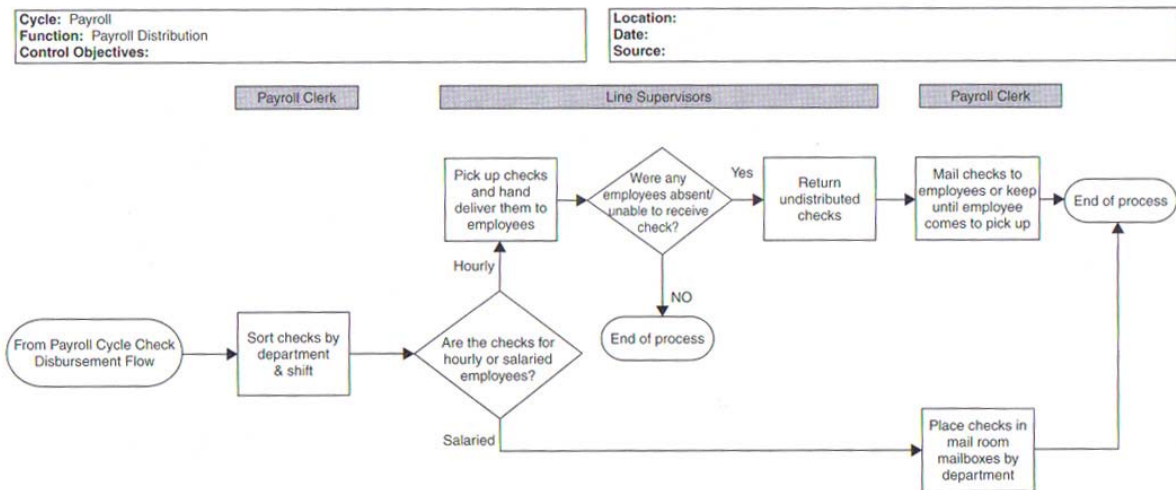 Cycle: Payroll
Function: Payroll Distribution
Control Objectives:
Location:
Date:
Source:
Payroll Clerk
Line Supervisors
Payroll Clerk
Pick up checks
and hand
deliver them to
employees
Were any
employees absent/
unable to receive
check?
Yes
Return
undistributed
checks
Mail checks to
employees or keep
until employee
comes to pick up
End of process
Hourly
NO
End of process
From Payroll Cycle Check
Disbursement Flow
Sort checks by
department
& shift
Are the checks for
hourly or salaried
employees?
Salaried
Place checks in
mail room
mailboxes by
department